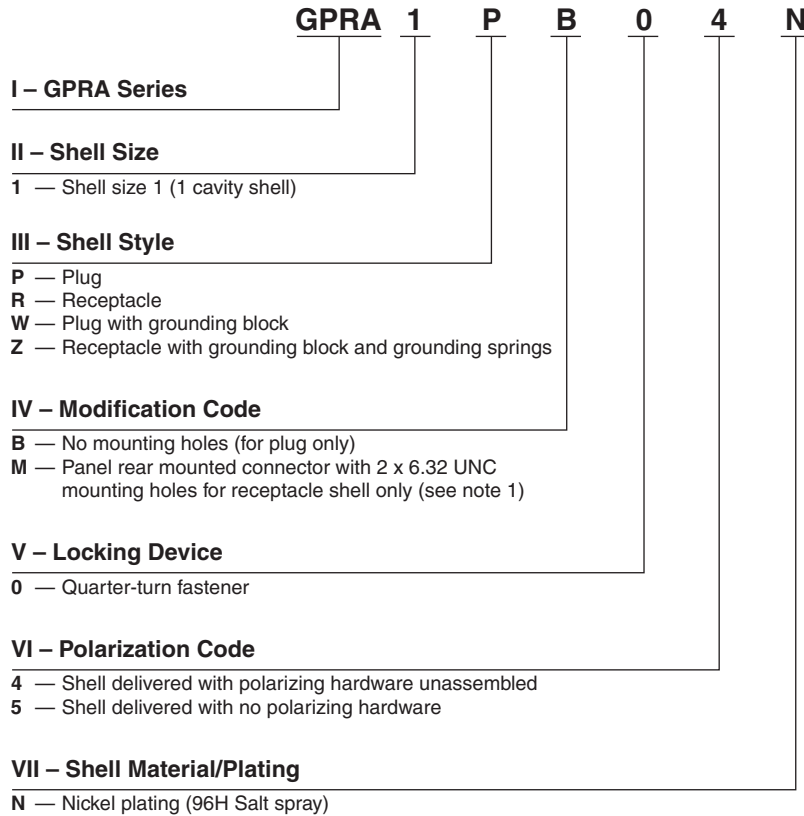 GPRA 1 P B 0 4 N
I – GPRA Series
II – Shell Size
1 — Shell size 1 (1 cavity shell)
III – Shell Style
P — Plug
R — Receptacle
W — Plug with grounding block
Z — Receptacle with grounding block and grounding springs
IV – Modification Code
B — No mounting holes (for plug only)
M — Panel rear mounted connector with 2 x 6.32 UNC
mounting holes for receptacle shell only (see note 1)
V – Locking Device
0 — Quarter-turn fastener
VI – Polarization Code
4 — Shell delivered with polarizing hardware unassembled
5 — Shell delivered with no polarizing hardware
VII – Shell Material/Plating
N — Nickel plating (96H Salt spray)